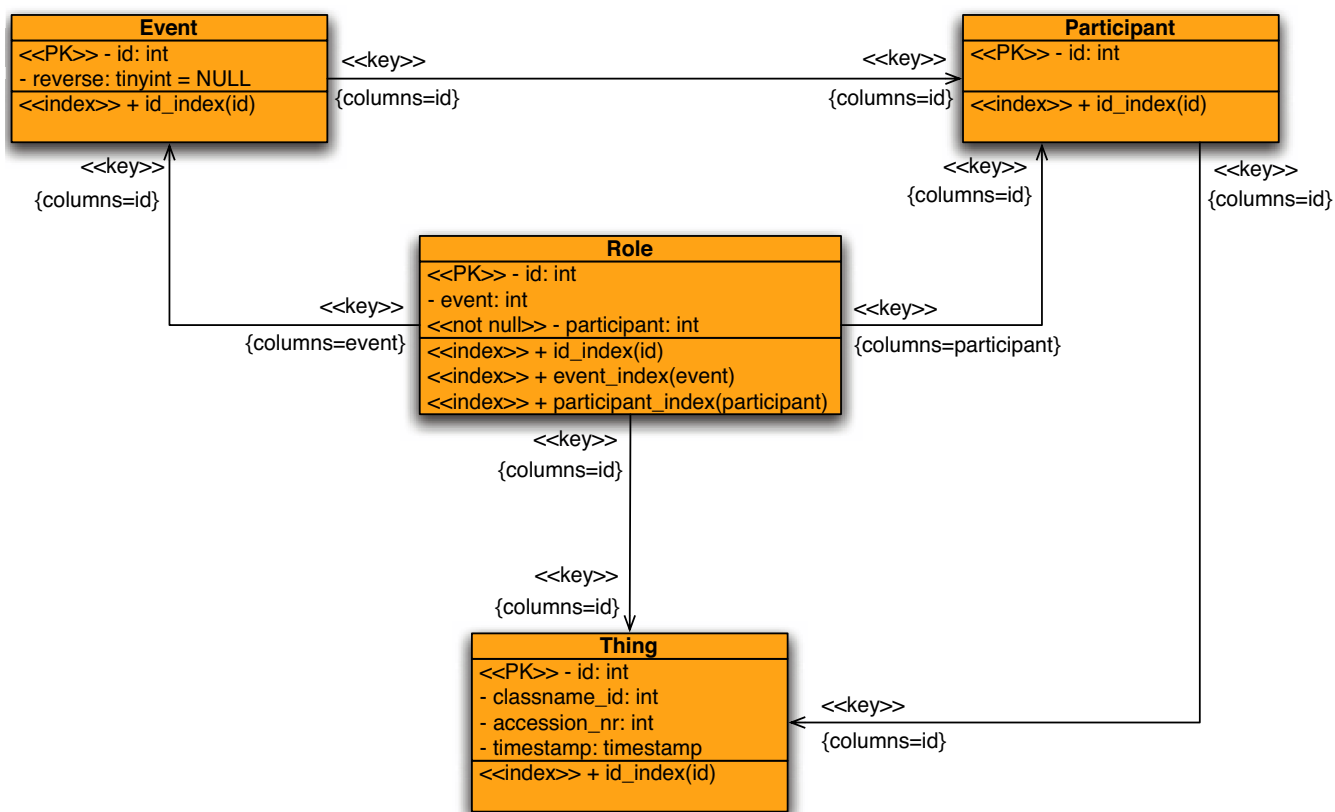 Event
<<PK>> - id: int
- reverse: tinyint = NULL
<<index>> + id_index(id)
<<key>>
{columns=id}
<<key>>
{columns=id}
Participant
<<PK>> - id: int
<<index>> + id_index(id)
<<key>>
{columns=id}
<<key>>
{columns=id}
<<key>>
{columns=id}
<<key>>
{columns=event}
Role
<<PK>> - id: int
- event: int
<<not null>> - participant: int
<<index>> + id_index(id)
<<index>> + event_index(event)
<<index>> + participant_index(participant)
<<key>>
{columns=participant}
<<key>>
{columns=id}
<<key>>
{columns=id}
Thing
<<PK>> - id: int
- classname_id: int
- accession_nr: int
- timestamp: timestamp
<<index>> + id_index(id)
<<key>>
{columns=id}